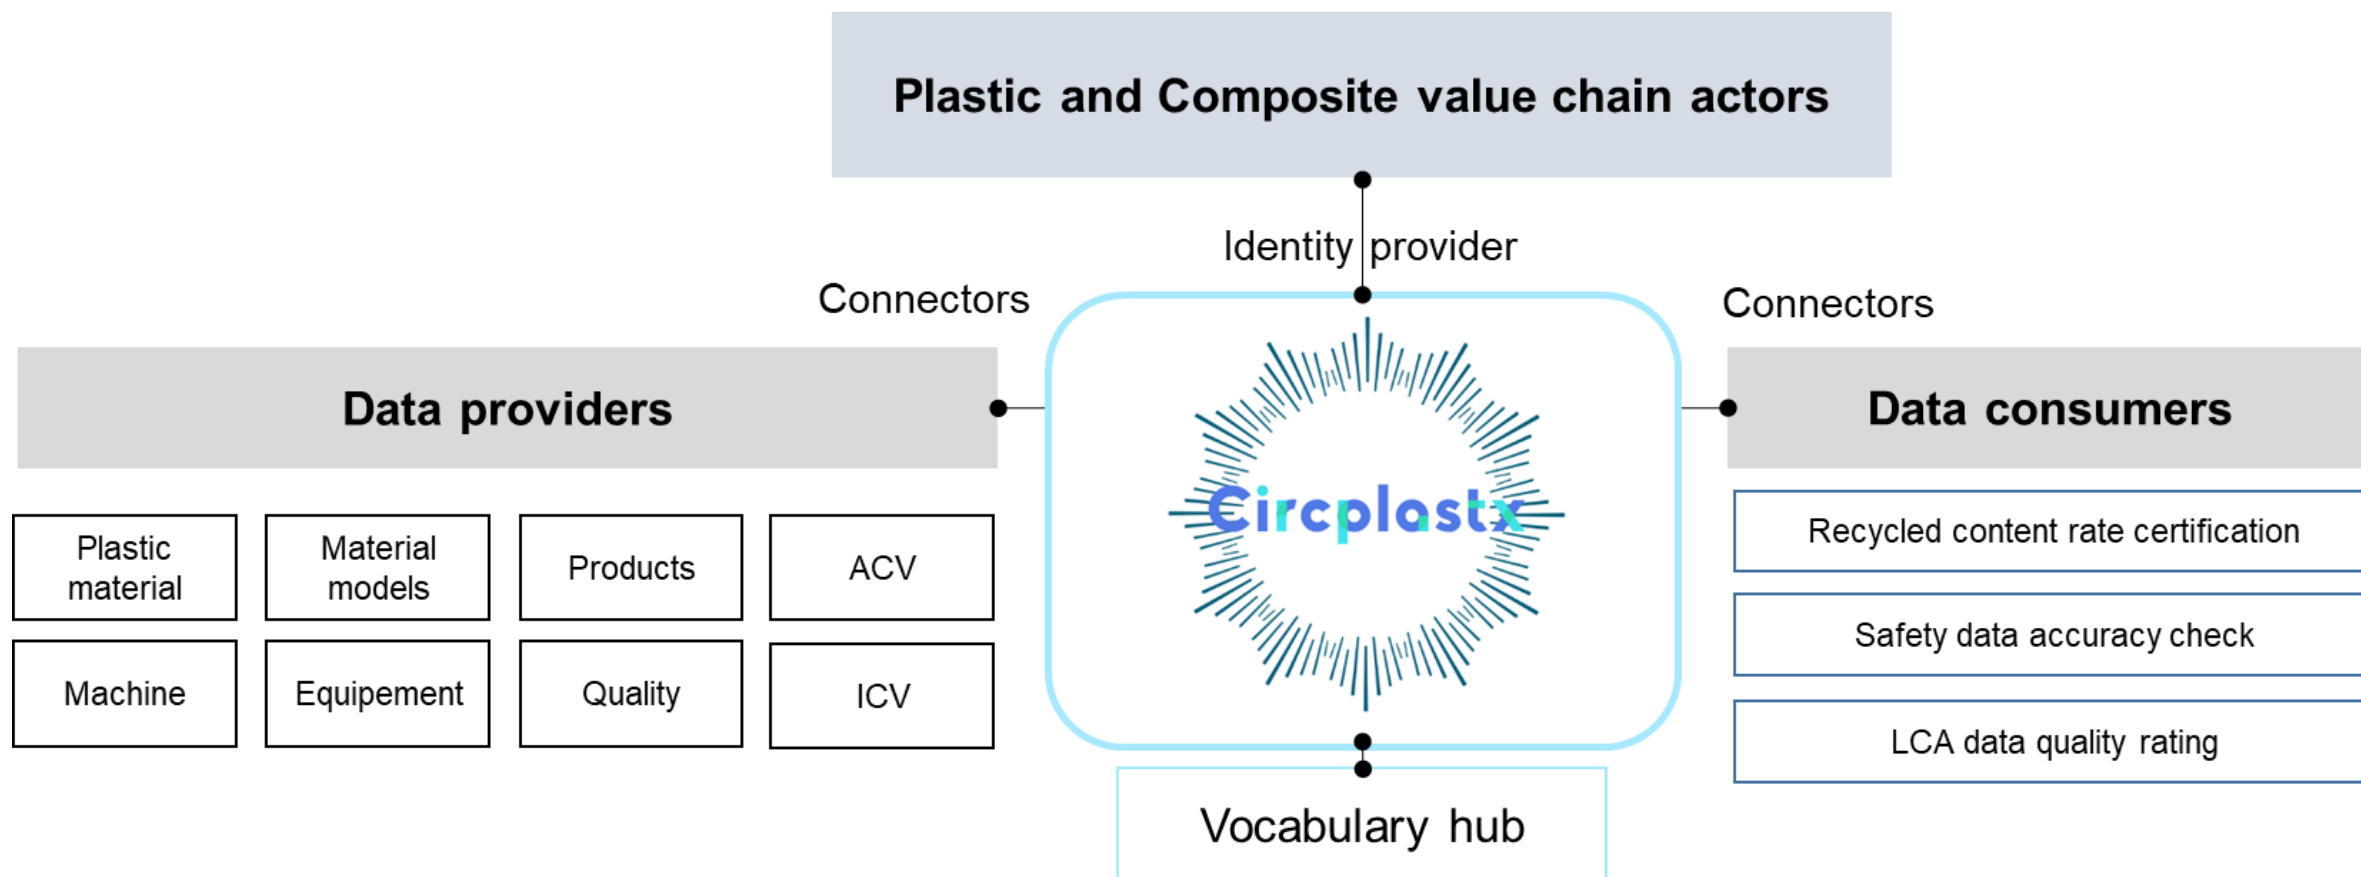 Plastic and Composite value chain actors
Identity provider
Connectors
Connectors
Data providers
Data consumers
Circplastx
Plastic
material
Material
models
Products
ACV
Machine
Equipement
Quality
ICV
Recycled content rate certification
Safety data accuracy check
LCA data quality rating
Vocabulary hub